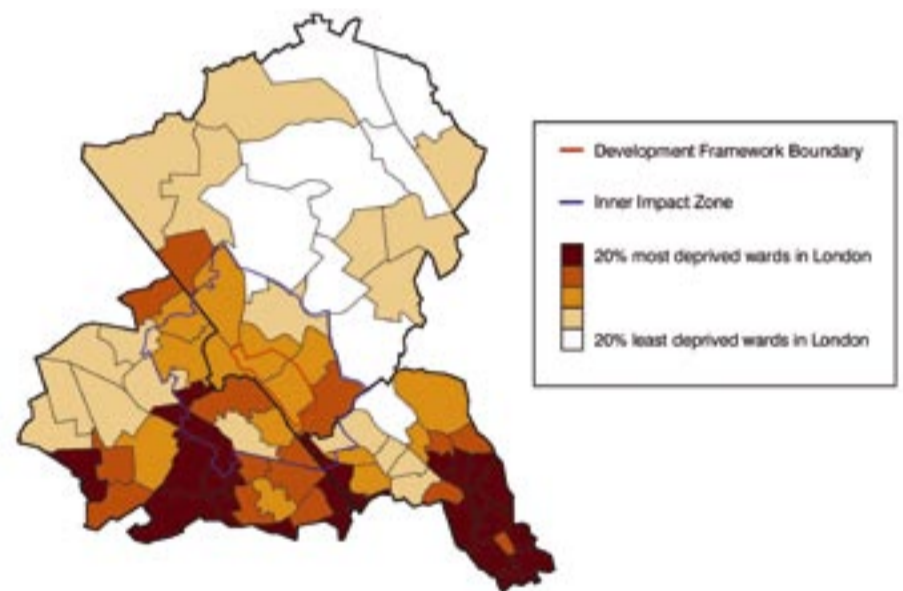 Development Framework Boundary
Inner Impact Zone
20% most deprived wards in London
20% least deprived wards in London